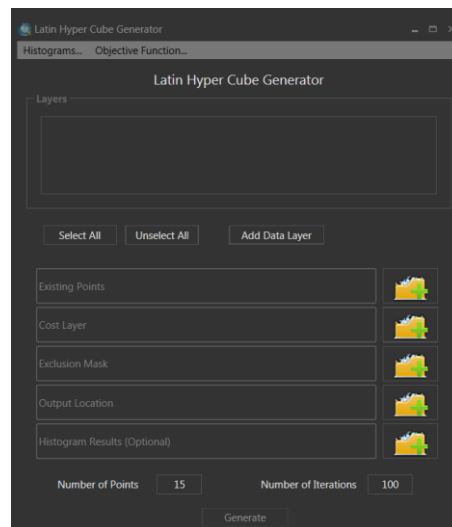 Latin Hyper Cube Generator
Histograms... Objective Function...
Latin Hyper Cube Generator
Layers
Select All Unselect All Add Data Layer
Existing Points
Cost Layer
Exclusion Mask
Output Location
Histogram Results (Optional)
Number of Points 15 Number of Iterations 100
Generate